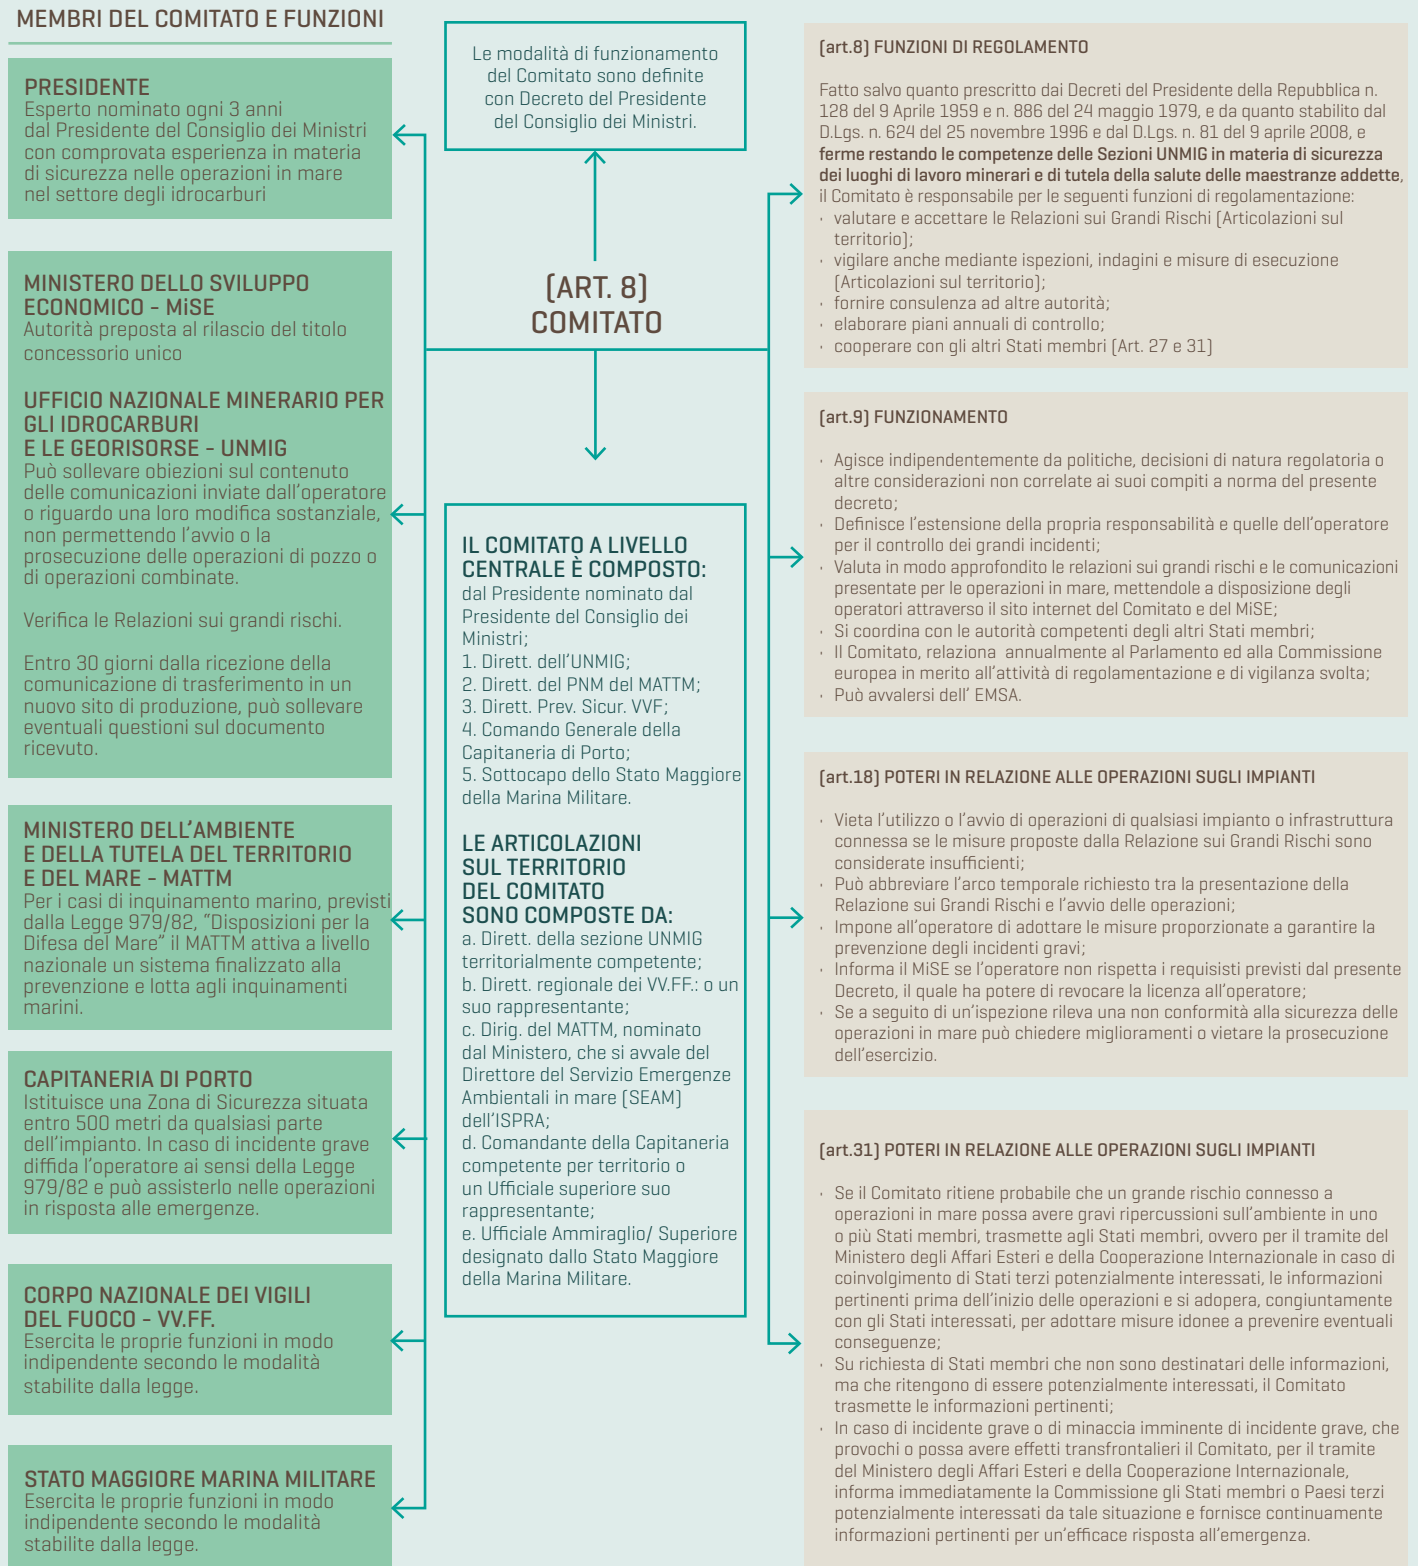 MEMBRI DEL COMITATO E FUNZIONI
PRESIDENTE
Esperto nominato ogni 3 anni
dal Presidente del Consiglio dei Ministri
con comprovata esperienza in materia
di sicurezza nelle operazioni in mare
nel settore degli idrocarburi
MINISTERO DELLO SVILUPPO
ECONOMICO - MiSE
Autorità preposta al rilascio del titolo
concessorio unico
UFFICIO NAZIONALE MINERARIO PER
GLI IDROCARBURI
E LE GEORISORSE - UNMIG
Può sollevare obiezioni sul contenuto
delle comunicazioni inviate dall'operatore
o riguardo una loro modifica sostanziale,
non permettendo l'avvio o la
prosecuzione delle operazioni di pozzo o
di operazioni combinate.
Verifica le Relazioni sui grandi rischi.
Entro 30 giorni dalla ricezione della
comunicazione di trasferimento in un
nuovo sito di produzione, può sollevare
eventuali questioni sul documento
ricevuto.
MINISTERO DELL'AMBIENTE
E DELLA TUTELA DEL TERRITORIO
E DEL MARE - MATTM
Per i casi di inquinamento marino, previsti
dalla Legge 979/82, "Disposizioni per la
Difesa del Mare" il MATTM attiva a livello
nazionale un sistema finalizzato alla
prevenzione e lotta agli inquinamenti
marini.
CAPITANERIA DI PORTO
Istituisce una Zona di Sicurezza situata
entro 500 metri da qualsiasi parte
dell'impianto. In caso di incidente grave
diffida l'operatore ai sensi della Legge
979/82 e può assisterlo nelle operazioni
in risposta alle emergenze.
CORPO NAZIONALE DEI VIGILI
DEL FUOCO - VV.FF.
Esercita le proprie funzioni in modo
indipendente secondo le modalità
stabilite dalla legge.
STATO MAGGIORE MARINA MILITARE
Esercita le proprie funzioni in modo
indipendente secondo le modalità
stabilite dalla legge.
Le modalità di funzionamento
del Comitato sono definite
con Decreto del Presidente
del Consiglio dei Ministri.
(ART. 8)
COMITATO
IL COMITATO A LIVELLO
CENTRALE È COMPOSTO:
dal Presidente nominato dal
Presidente del Consiglio dei
Ministri;
1. Dirett. dell'UNMIG;
2. Dirett. del PNM del MATTM;
3. Dirett. Prev. Sicur. VVF;
4. Comando Generale della
Capitaneria di Porto;
5. Sottocapo dello Stato Maggiore
della Marina Militare.
LE ARTICOLAZIONI
SUL TERRITORIO
DEL COMITATO
SONO COMPOSTE DA:
a. Dirett. della sezione UNMIG
territorialmente competente;
b. Dirett. regionale dei VV.FF.: o un
suo rappresentante;
c. Dirig. del MATTM, nominato
dal Ministero, che si avvale del
Direttore del Servizio Emergenze
Ambientali in mare (SEAM)
dell'ISPRA;
d. Comandante della Capitaneria
competente per territorio o
un Ufficiale superiore suo
rappresentante;
e. Ufficiale Ammiraglio/ Superiore
designato dallo Stato Maggiore
della Marina Militare.
(art.8) FUNZIONI DI REGOLAMENTO
Fatto salvo quanto prescritto dai Decreti del Presidente della Repubblica n.
128 del 9 Aprile 1959 e n. 886 del 24 maggio 1979, e da quanto stabilito dal
D.Lgs. n. 624 del 25 novembre 1996 e dal D.Lgs. n. 81 del 9 aprile 2008, e
ferme restando le competenze delle Sezioni UNMIG in materia di sicurezza
dei luoghi di lavoro minerari e di tutela della salute delle maestranze addette,
il Comitato è responsabile per le seguenti funzioni di regolamentazione:
· valutare e accettare le Relazioni sui Grandi Rischi (Articolazioni sul
territorio);
· vigilare anche mediante ispezioni, indagini e misure di esecuzione
(Articolazioni sul territorio);
· fornire consulenza ad altre autorità;
· elaborare piani annuali di controllo;
· cooperare con gli altri Stati membri (Art. 27 e 31)
(art.9) FUNZIONAMENTO
· Agisce indipendentemente da politiche, decisioni di natura regolatoria o
altre considerazioni non correlate ai suoi compiti a norma del presente
decreto;
· Definisce l'estensione della propria responsabilità e quelle dell'operatore
per il controllo dei grandi incidenti;
· Valuta in modo approfondito le relazioni sui grandi rischi e le comunicazioni
presentate per le operazioni in mare, mettendole a disposizione degli
operatori attraverso il sito internet del Comitato e del MiSE;
· Si coordina con le autorità competenti degli altri Stati membri;
· Il Comitato, relaziona annualmente al Parlamento ed alla Commissione
europea in merito all'attività di regolamentazione e di vigilanza svolta;
· Può avvalersi dell' EMSA.
(art.18) POTERI IN RELAZIONE ALLE OPERAZIONI SUGLI IMPIANTI
· Vieta l'utilizzo o l'avvio di operazioni di qualsiasi impianto o infrastruttura
connessa se le misure proposte dalla Relazione sui Grandi Rischi sono
considerate insufficienti;
· Può abbreviare l'arco temporale richiesto tra la presentazione della
Relazione sui Grandi Rischi e l'avvio delle operazioni;
· Impone all'operatore di adottare le misure proporzionate a garantire la
prevenzione degli incidenti gravi;
· Informa il MiSE se l'operatore non rispetta i requisisti previsti dal presente
Decreto, il quale ha potere di revocare la licenza all'operatore;
· Se a seguito di un'ispezione rileva una non conformità alla sicurezza delle
operazioni in mare può chiedere miglioramenti o vietare la prosecuzione
dell'esercizio.
(art.31) POTERI IN RELAZIONE ALLE OPERAZIONI SUGLI IMPIANTI
· Se il Comitato ritiene probabile che un grande rischio connesso a
operazioni in mare possa avere gravi ripercussioni sull'ambiente in uno
o più Stati membri, trasmette agli Stati membri, ovvero per il tramite del
Ministero degli Affari Esteri e della Cooperazione Internazionale in caso di
coinvolgimento di Stati terzi potenzialmente interessati, le informazioni
pertinenti prima dell'inizio delle operazioni e si adopera, congiuntamente
con gli Stati interessati, per adottare misure idonee a prevenire eventuali
conseguenze;
· Su richiesta di Stati membri che non sono destinatari delle informazioni,
ma che ritengono di essere potenzialmente interessati, il Comitato
trasmette le informazioni pertinenti;
· In caso di incidente grave o di minaccia imminente di incidente grave, che
provochi o possa avere effetti transfrontalieri il Comitato, per il tramite
del Ministero degli Affari Esteri e della Cooperazione Internazionale,
informa immediatamente la Commissione gli Stati membri o Paesi terzi
potenzialmente interessati da tale situazione e fornisce continuamente
informazioni pertinenti per un'efficace risposta all'emergenza.